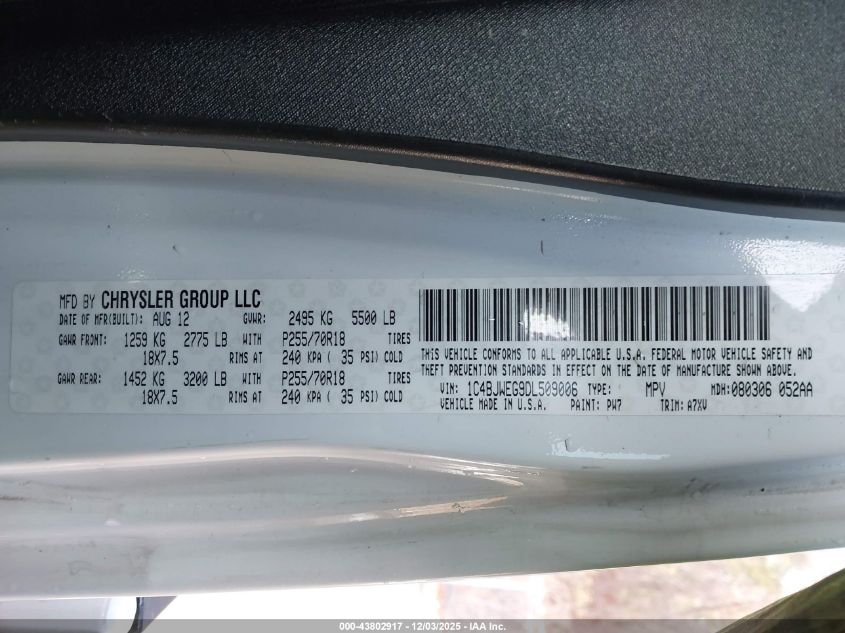 MFD BY CHRYSLER GROUP LLC
DATE OF MFR(BUILT): AUG 12 GVWR: 2495 KG 5500 LB
GAWR FRONT: 1259 KG 2775 LB WITH P255/70R18 TIRES
18X7.5 RIMS AT 240 KPA ( 35 PSI) COLD
GAWR REAR: 1452 KG 3200 LB WITH P255/70R18 TIRES
18X7.5 RIMS AT 240 KPA ( 35 PSI) COLD
THIS VEHICLE CONFORMS TO ALL APPLICABLE U.S.A. FEDERAL MOTOR VEHICLE SAFETY AND
THEFT PREVENTION STANDARDS IN EFFECT ON THE DATE OF MANUFACTURE SHOWN ABOVE.
VIN: 1C4BJWEG9DL509006 TYPE: MPV MDH: 080306 052AA
VEHICLE MADE IN U.S.A. PAINT: PW7 TRIM: A7XV
000-43802917 - 12/03/2025 - IAA Inc.